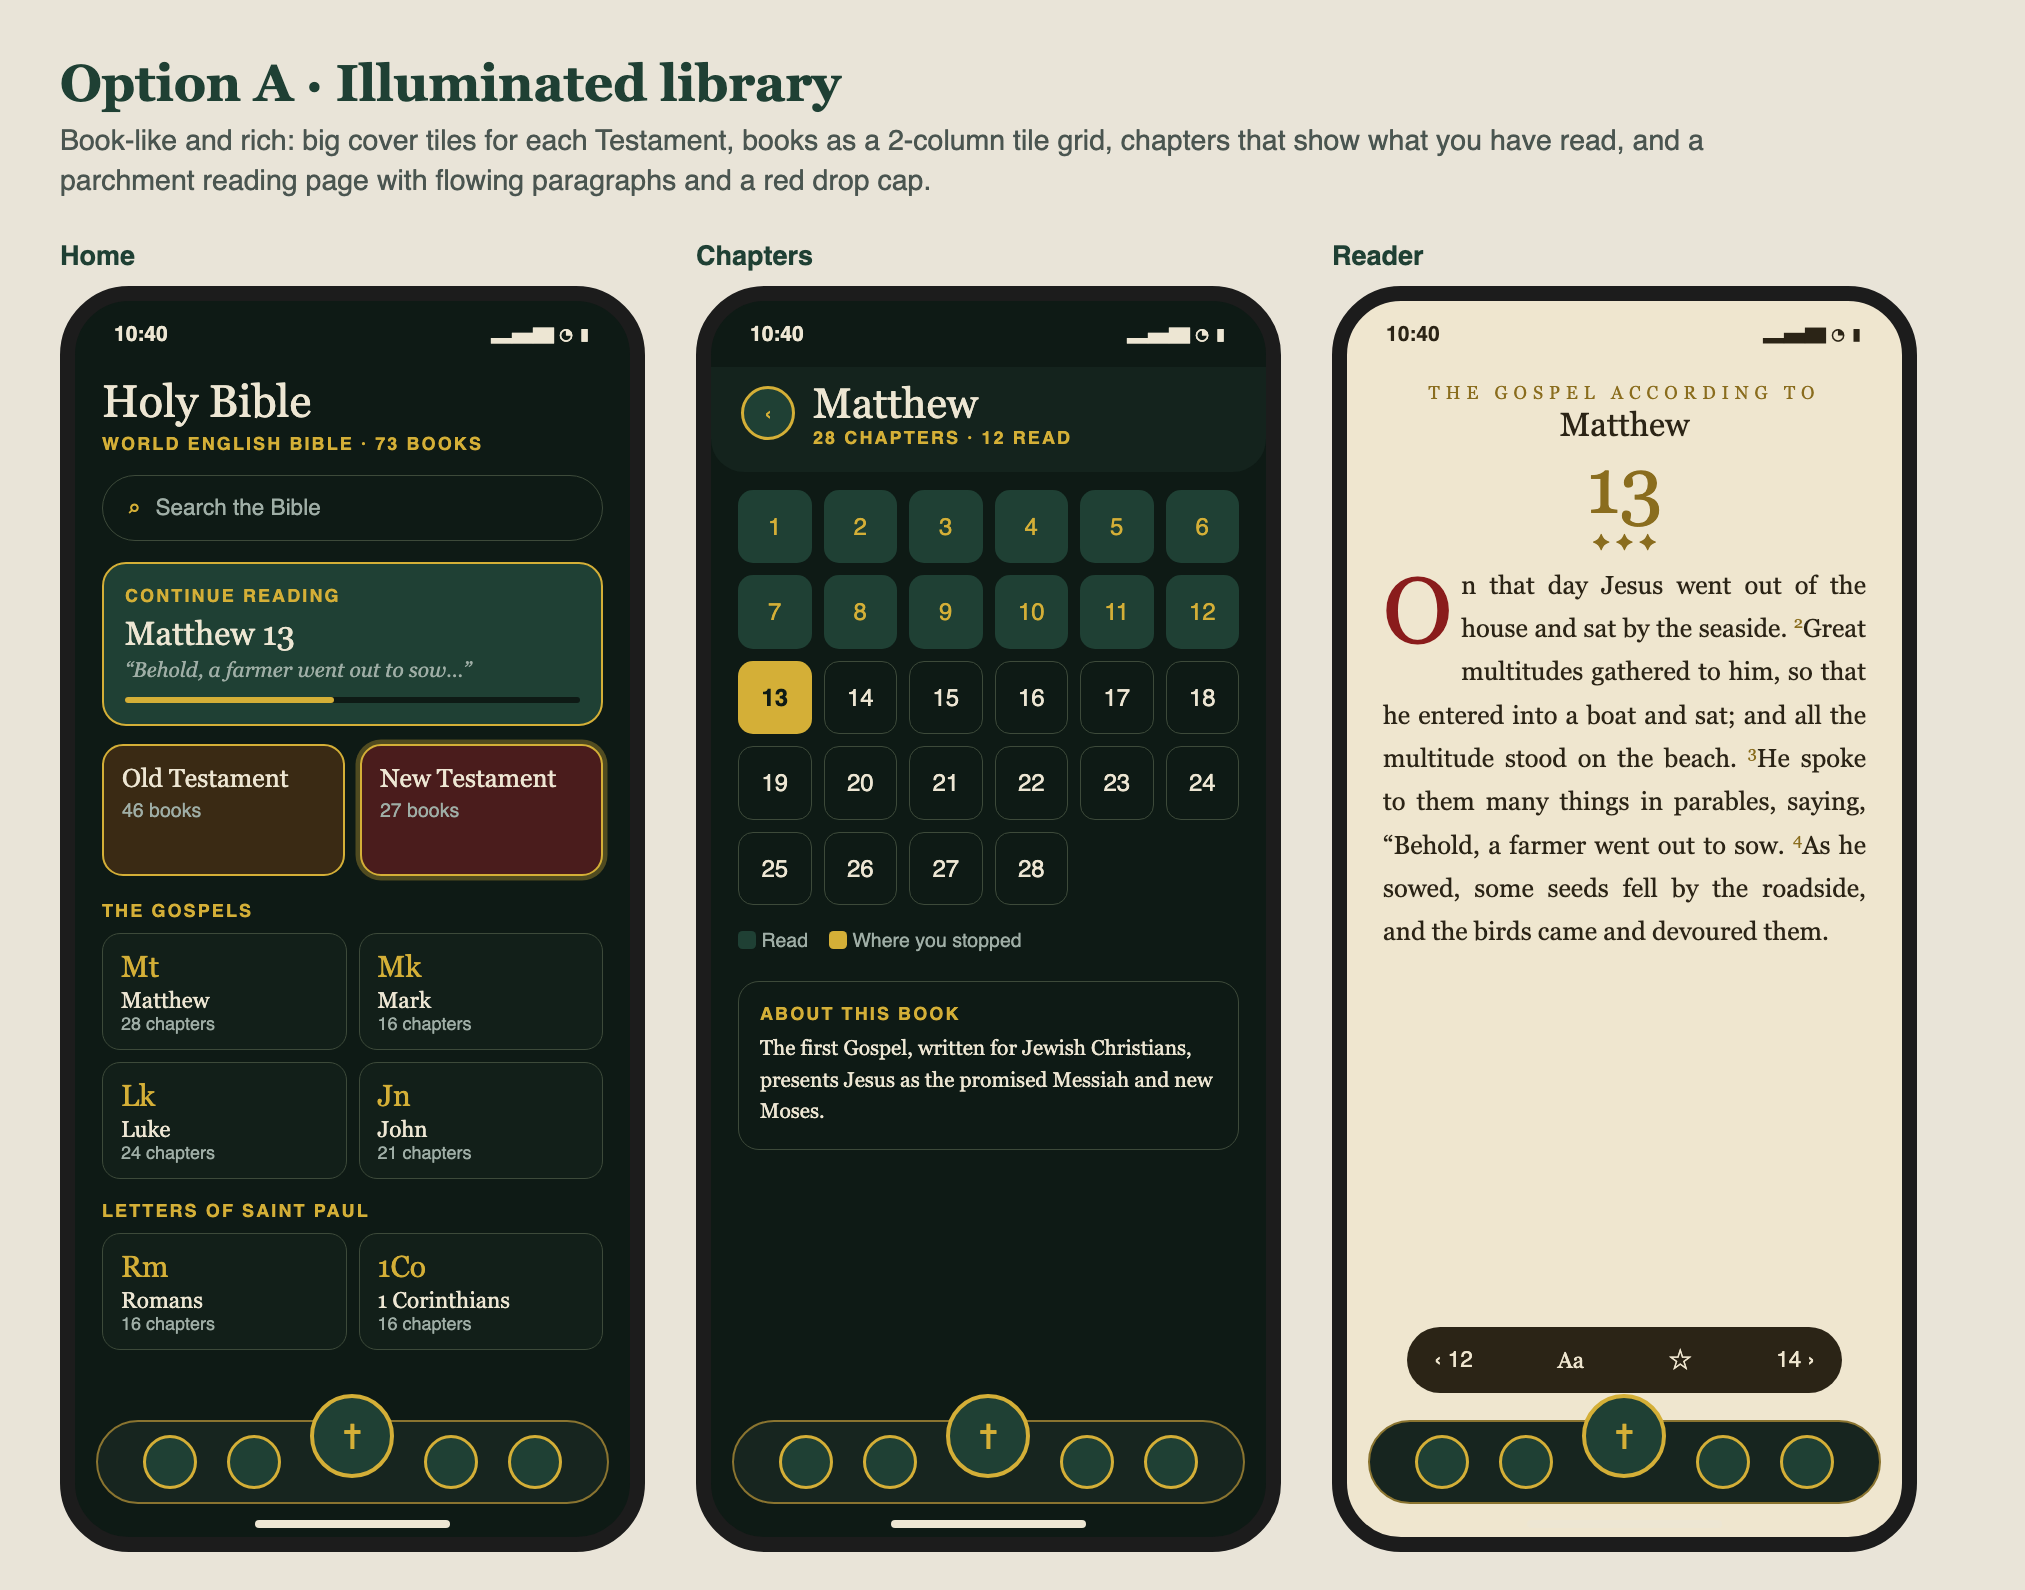 Option A · Illuminated library
Book-like and rich: big cover tiles for each Testament, books as a 2-column tile grid, chapters that show what you have read, and a
parchment reading page with flowing paragraphs and a red drop cap.
Home
10:40
Holy Bible
WORLD ENGLISH BIBLE · 73 BOOKS
Search the Bible
CONTINUE READING
Matthew 13
“Behold, a farmer went out to sow…”
Old Testament
46 books
New Testament
27 books
THE GOSPELS
Mt
Matthew
28 chapters
Mk
Mark
16 chapters
Lk
Luke
24 chapters
Jn
John
21 chapters
LETTERS OF SAINT PAUL
Rm
Romans
16 chapters
1Co
1 Corinthians
16 chapters
Chapters
10:40
‹
Matthew
28 CHAPTERS · 12 READ
1 2 3 4 5 6
7 8 9 10 11 12
13 14 15 16 17 18
19 20 21 22 23 24
25 26 27 28
Read
Where you stopped
ABOUT THIS BOOK
The first Gospel, written for Jewish Christians,
presents Jesus as the promised Messiah and new
Moses.
Reader
10:40
THE GOSPEL ACCORDING TO
Matthew
13
On that day Jesus went out of the
house and sat by the seaside. ²Great
multitudes gathered to him, so that
he entered into a boat and sat; and all the
multitude stood on the beach. ³He spoke
to them many things in parables, saying,
“Behold, a farmer went out to sow. ⁴As he
sowed, some seeds fell by the roadside,
and the birds came and devoured them.
‹ 12
Aa
☆
14 ›